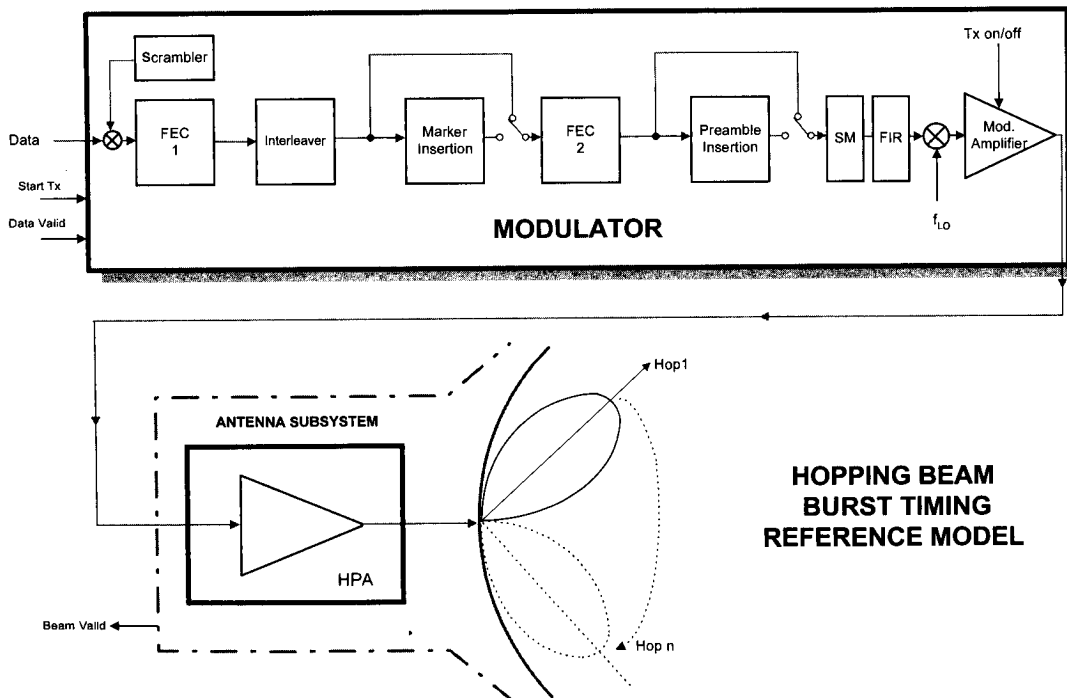 Tx on/off
Scrambler
Data
FEC
1
Interleaver
Marker
Insertion
FEC
2
Preamble
Insertion
SM
FIR
Mod.
Amplifier
Start Tx
Data Valid
MODULATOR
fLO
Hop1
ANTENNA SUBSYSTEM
HPA
HOPPING BEAM
BURST TIMING
REFERENCE MODEL
Beam Valid
Hop n